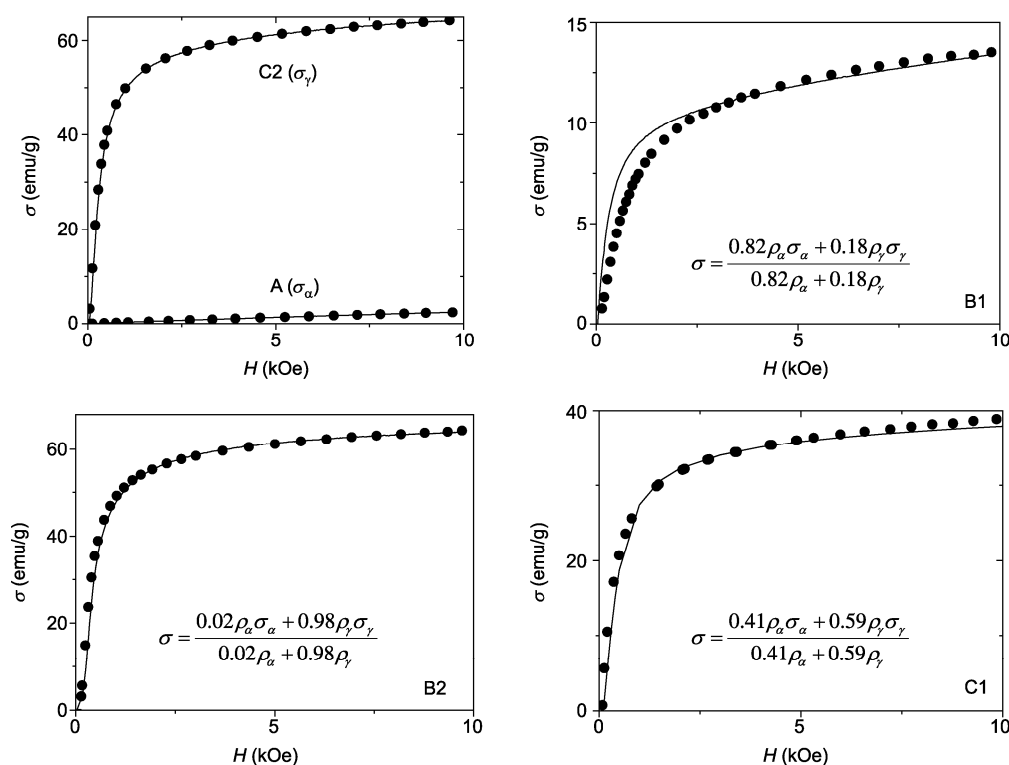 60
40
20
0
σ (emu/g)
C2 (σγ)
A (σα)
0
5
10
H (kOe)
15
10
5
0
σ (emu/g)
σ = (0.82ρασα + 0.18ργσγ) / (0.82ρα + 0.18ργ)
B1
0
5
10
H (kOe)
60
40
20
0
σ (emu/g)
σ = (0.02ρασα + 0.98ργσγ) / (0.02ρα + 0.98ργ)
B2
0
5
10
H (kOe)
40
20
0
σ (emu/g)
σ = (0.41ρασα + 0.59ργσγ) / (0.41ρα + 0.59ργ)
C1
0
5
10
H (kOe)